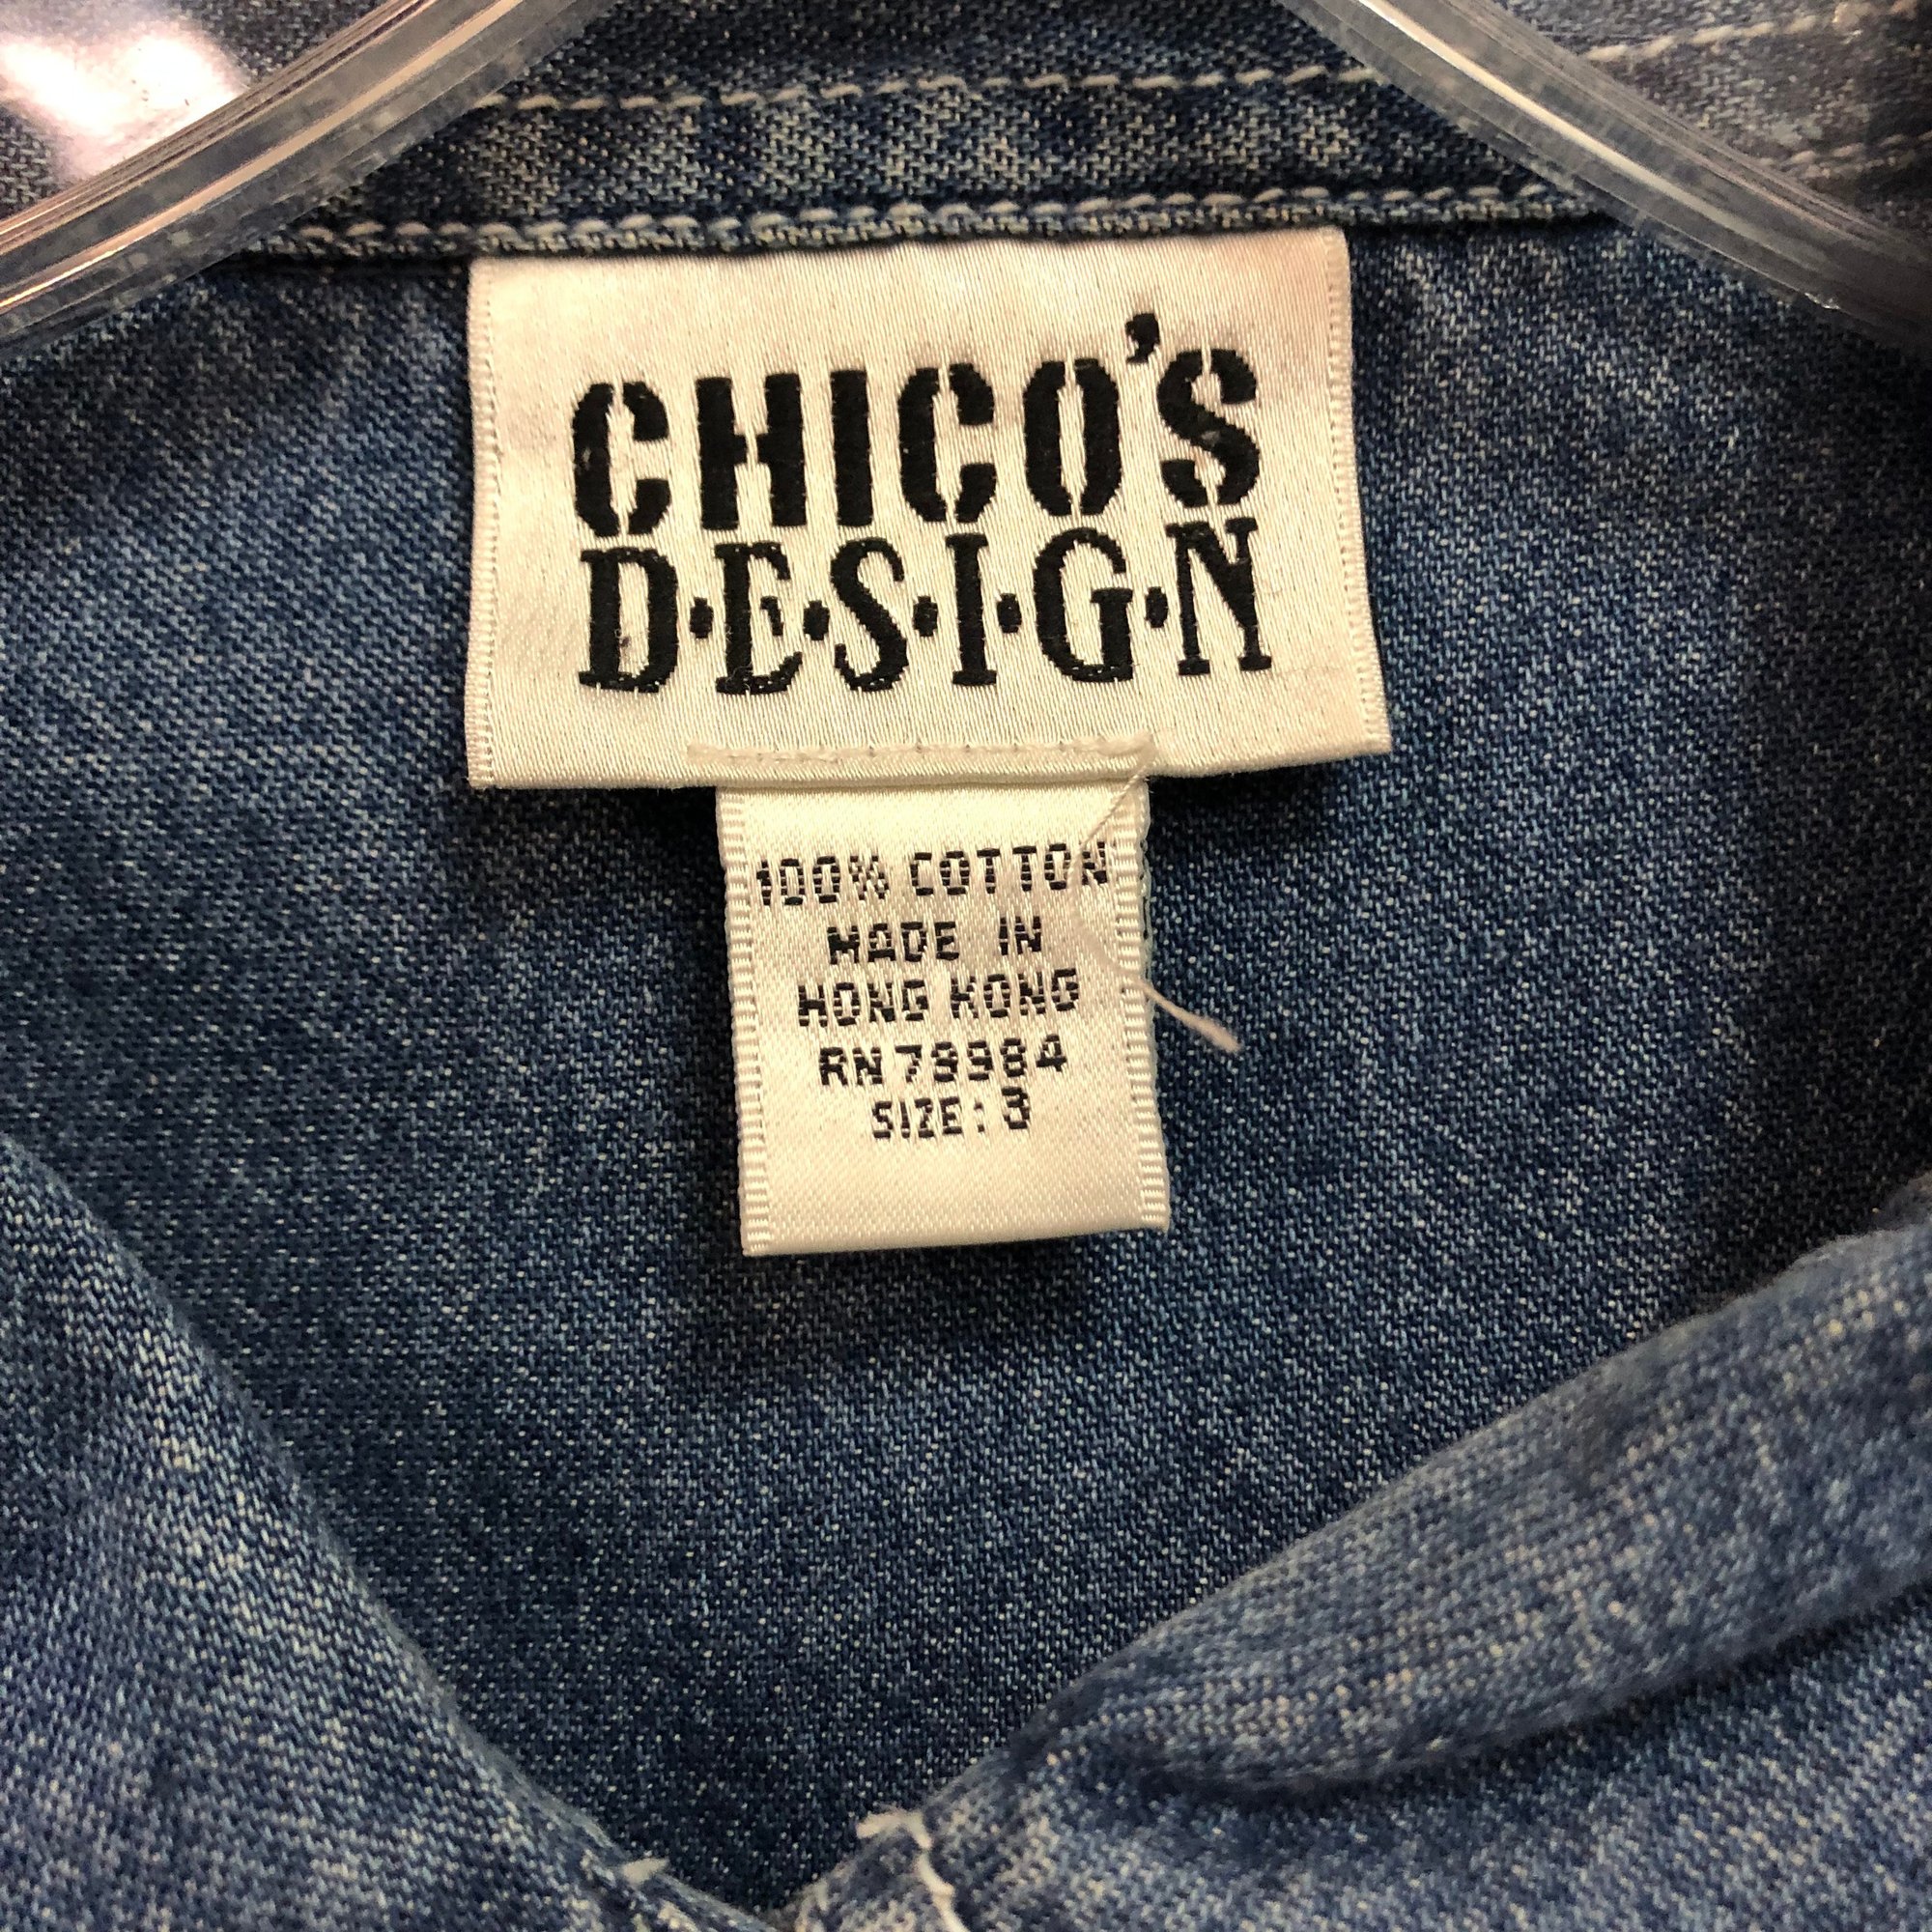 CHICO'S
D•E•S•I•G•N
100% COTTON
MADE IN
HONG KONG
RN 79984
SIZE: 3